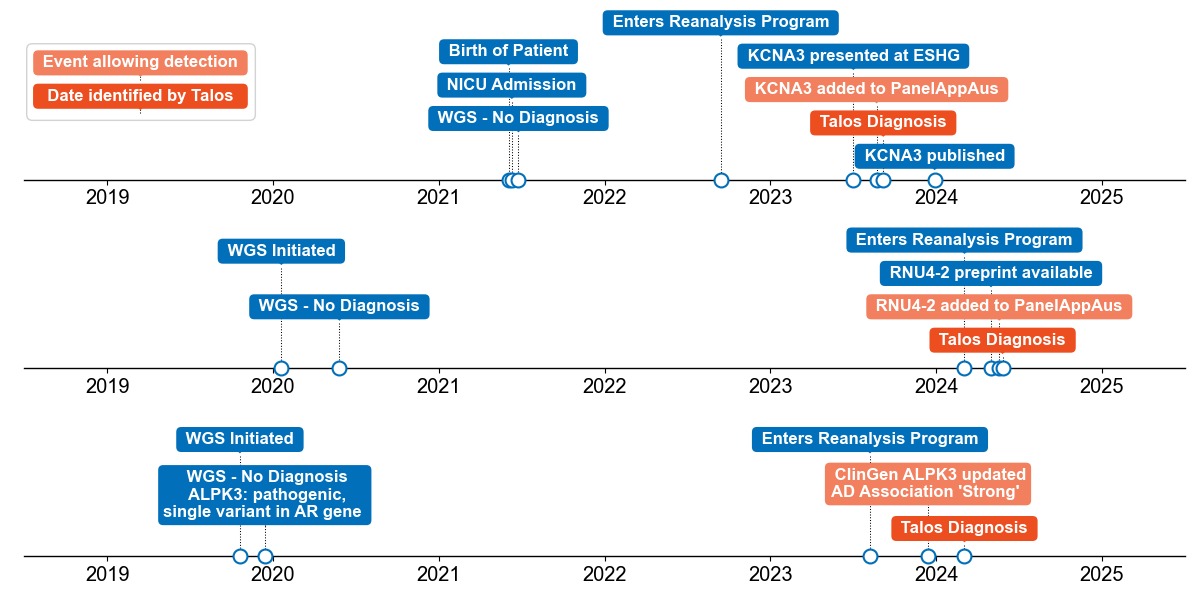 Enters Reanalysis Program
Event allowing detection
Birth of Patient
KCNA3 presented at ESHG
Date identified by Talos
NICU Admission
KCNA3 added to PanelAppAus
WGS - No Diagnosis
Talos Diagnosis
KCNA3 published
2019 2020 2021 2022 2023 2024 2025
WGS Initiated
Enters Reanalysis Program
RNU4-2 preprint available
WGS - No Diagnosis
RNU4-2 added to PanelAppAus
Talos Diagnosis
2019 2020 2021 2022 2023 2024 2025
WGS Initiated
Enters Reanalysis Program
WGS - No Diagnosis
ALPK3: pathogenic,
single variant in AR gene
ClinGen ALPK3 updated
AD Association 'Strong'
Talos Diagnosis
2019 2020 2021 2022 2023 2024 2025